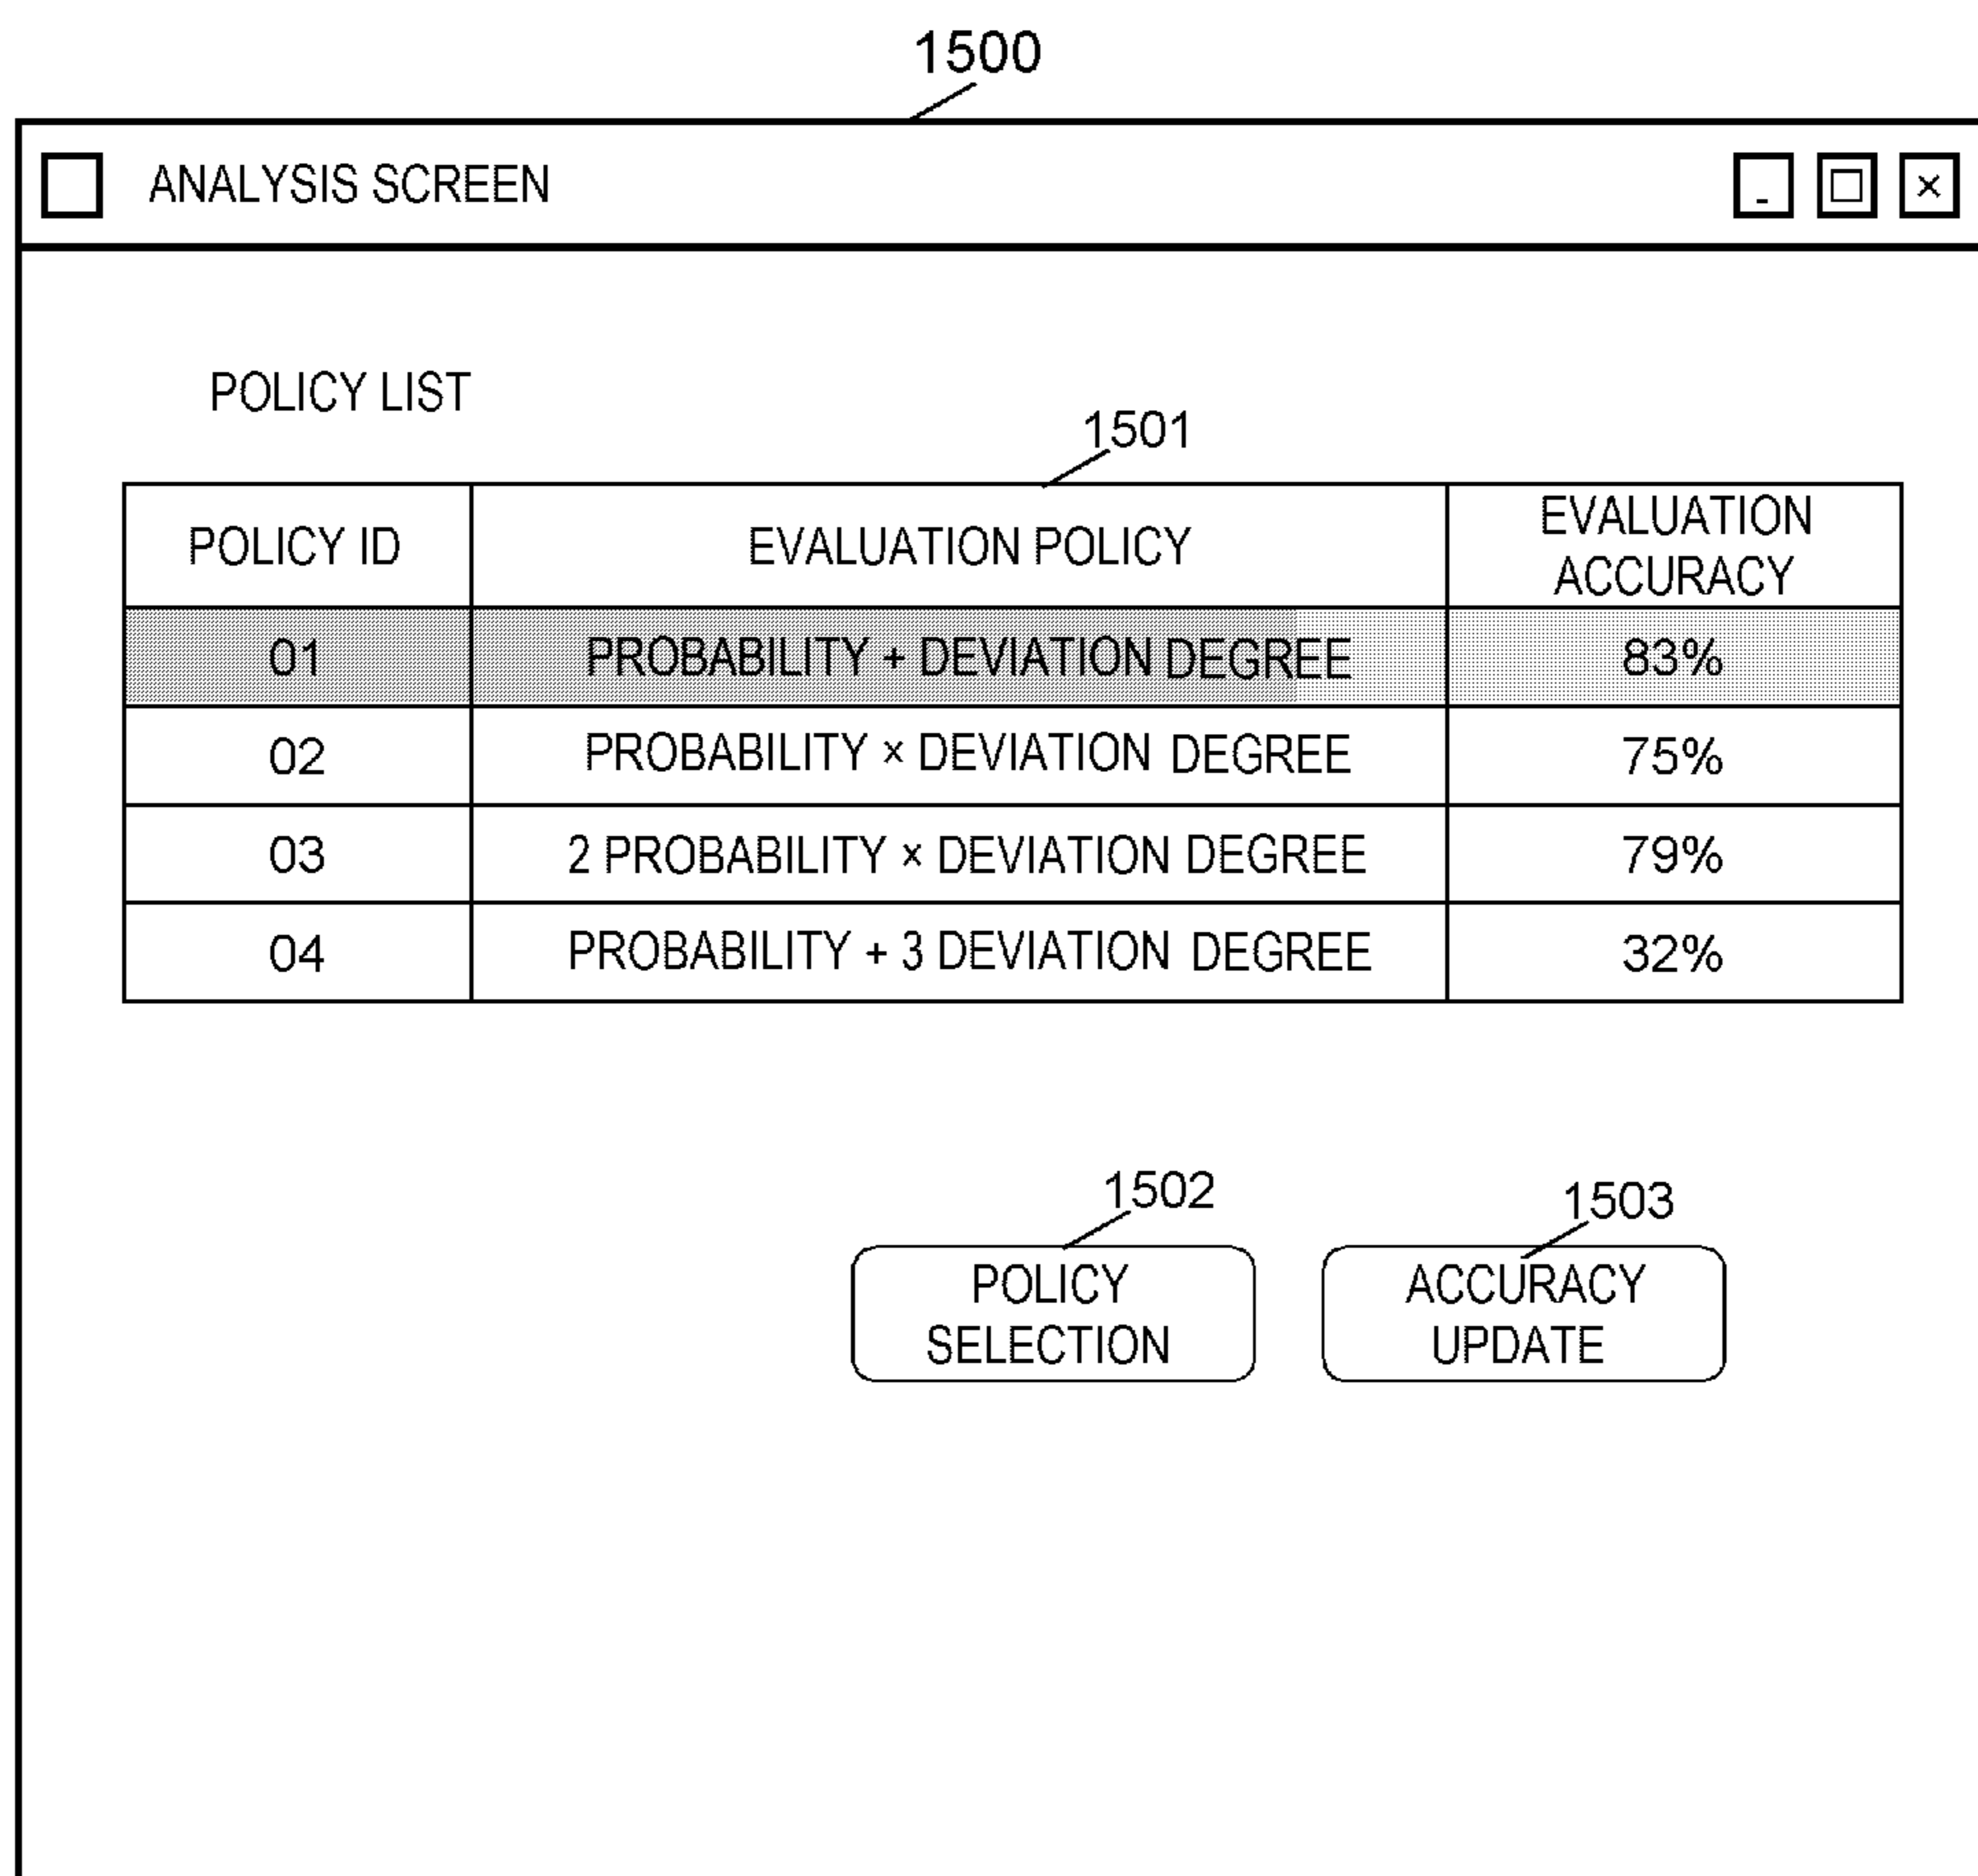 1500
ANALYSIS SCREEN
POLICY LIST
1501
POLICY ID EVALUATION POLICY EVALUATION ACCURACY
01 PROBABILITY + DEVIATION DEGREE 83%
02 PROBABILITY × DEVIATION DEGREE 75%
03 2 PROBABILITY × DEVIATION DEGREE 79%
04 PROBABILITY + 3 DEVIATION DEGREE 32%
1502
1503
POLICY
SELECTION
ACCURACY
UPDATE